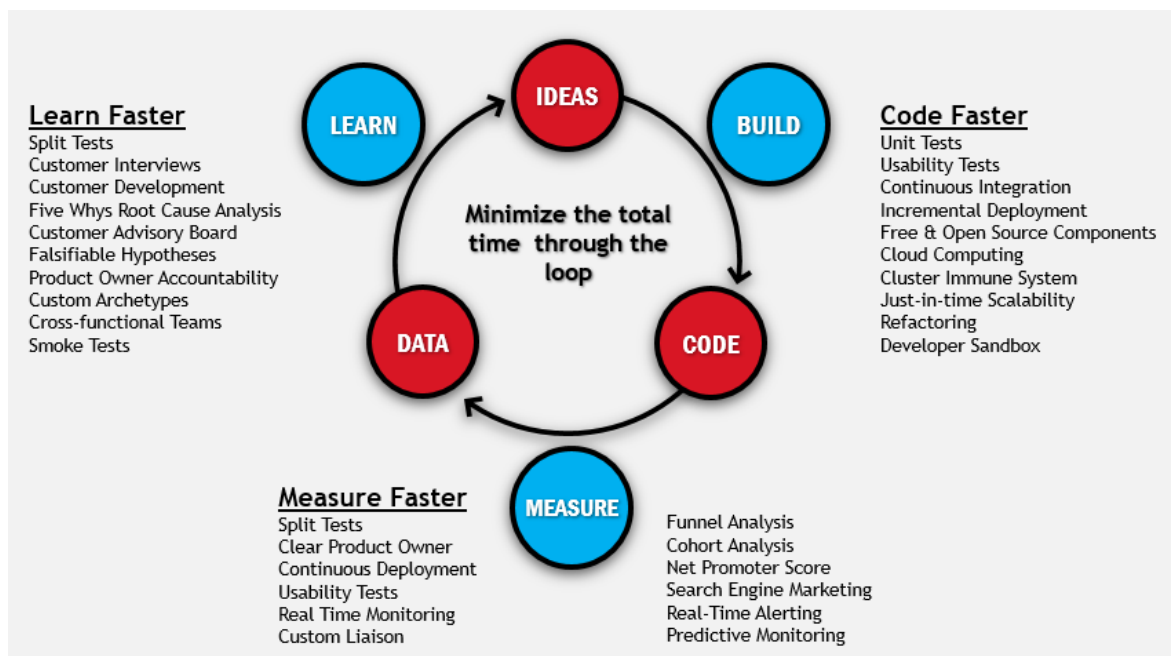 IDEAS
LEARN
BUILD
Learn Faster
Split Tests
Customer Interviews
Customer Development
Five Whys Root Cause Analysis
Customer Advisory Board
Falsifiable Hypotheses
Product Owner Accountability
Custom Archetypes
Cross-functional Teams
Smoke Tests
Minimize the total
time through the
loop
Code Faster
Unit Tests
Usability Tests
Continuous Integration
Incremental Deployment
Free & Open Source Components
Cloud Computing
Cluster Immune System
Just-in-time Scalability
Refactoring
Developer Sandbox
DATA
CODE
MEASURE
Measure Faster
Split Tests
Clear Product Owner
Continuous Deployment
Usability Tests
Real Time Monitoring
Custom Liaison
Funnel Analysis
Cohort Analysis
Net Promoter Score
Search Engine Marketing
Real-Time Alerting
Predictive Monitoring